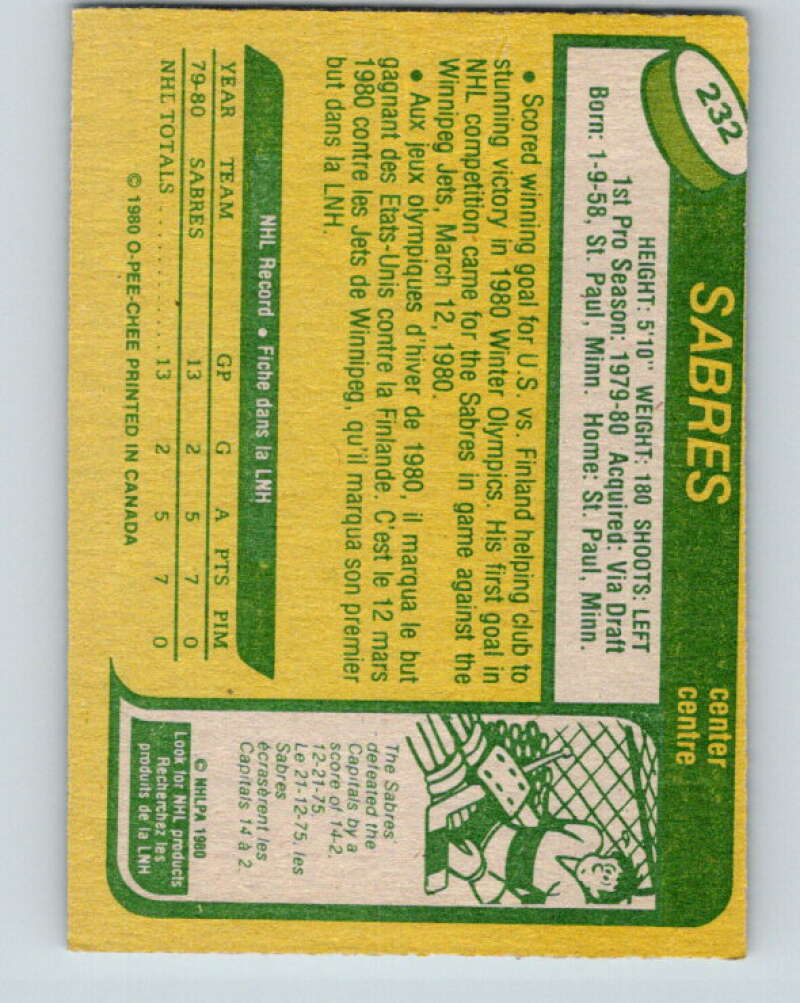 232
SABRES
center
centre
HEIGHT: 5'10" WEIGHT: 180 SHOOTS: LEFT
1st Pro Season: 1979-80 Acquired: Via Draft
Born: 1-9-58, St. Paul, Minn. Home: St. Paul, Minn.
• Scored winning goal for U.S. vs. Finland helping club to
stunning victory in 1980 Winter Olympics. His first goal in
NHL competition came for the Sabres in game against the
Winnipeg Jets, March 12, 1980.
• Aux jeux olympiques d'hiver de 1980, il marqua le but
gagnant des Etats-Unis contre la Finlande. C'est le 12 mars
1980 contre les Jets de Winnipeg, qu'il marqua son premier
but dans la LNH.
NHL Record • Fiche dans la LNH
YEAR TEAM GP G A PTS PIM
79-80 SABRES 13 2 5 7 0
NHL TOTALS ............ 13 2 5 7 0
© 1980 O-PEE-CHEE PRINTED IN CANADA
The Sabres
defeated the
Capitals by a
score of 14-2.
12-21-75.
Le 21-12-75, les
Sabres
écrasèrent les
Capitals 14 à 2.
© NHLPA 1980
Look for NHL products
Recherchez les
produits de la LNH